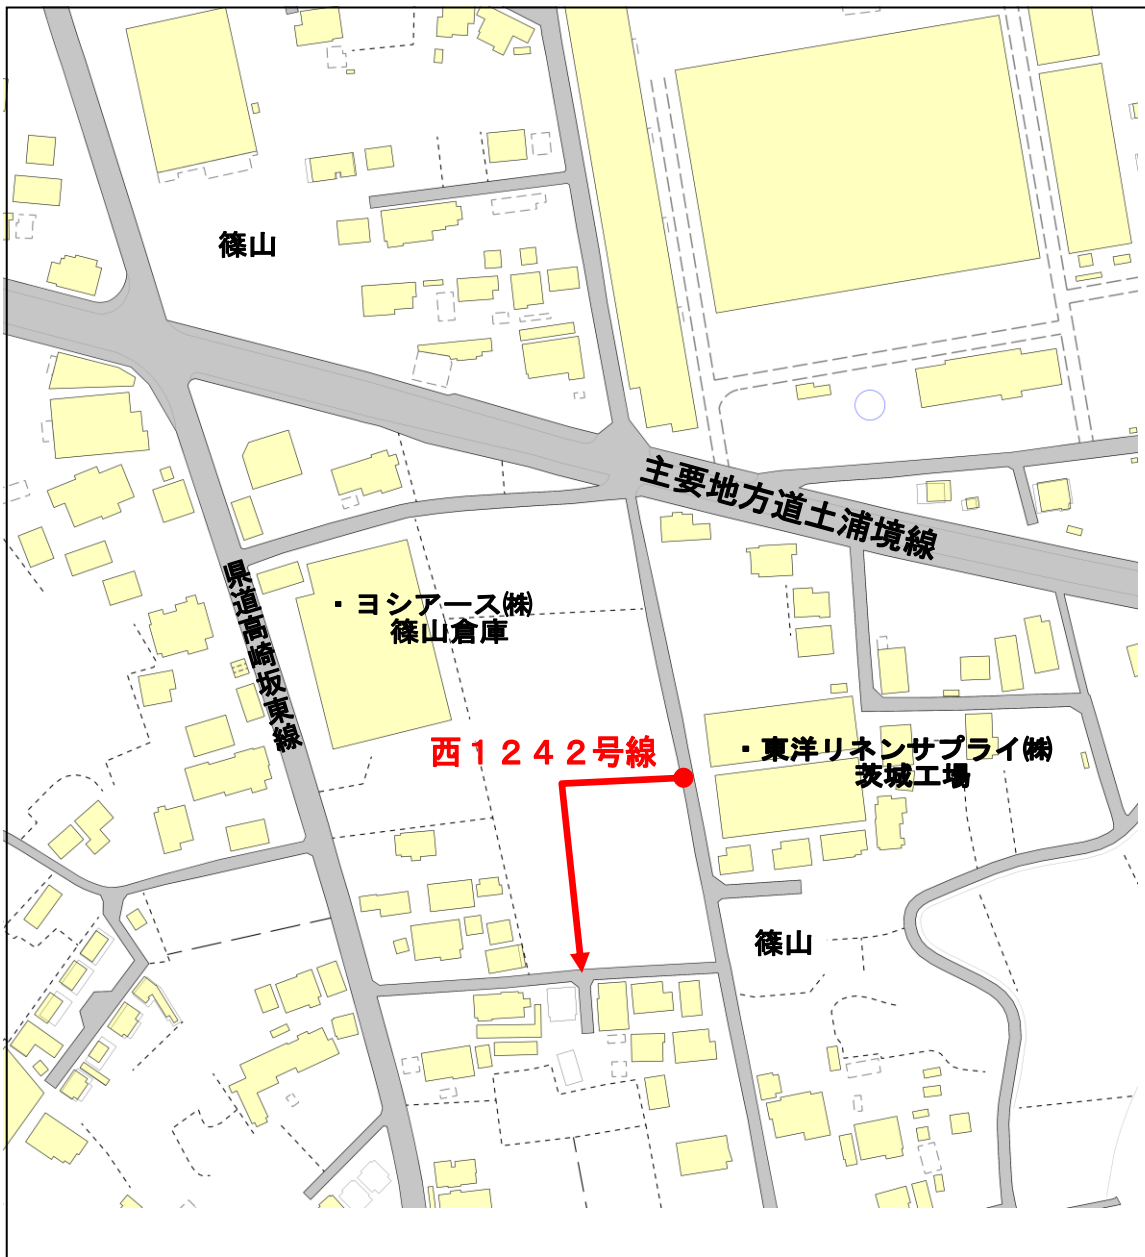 篠山
主要地方道土浦境線
県道高崎坂東線
・ヨシアース㈱
篠山倉庫
西１２４２号線
・東洋リネンサプライ㈱
茨城工場
篠山